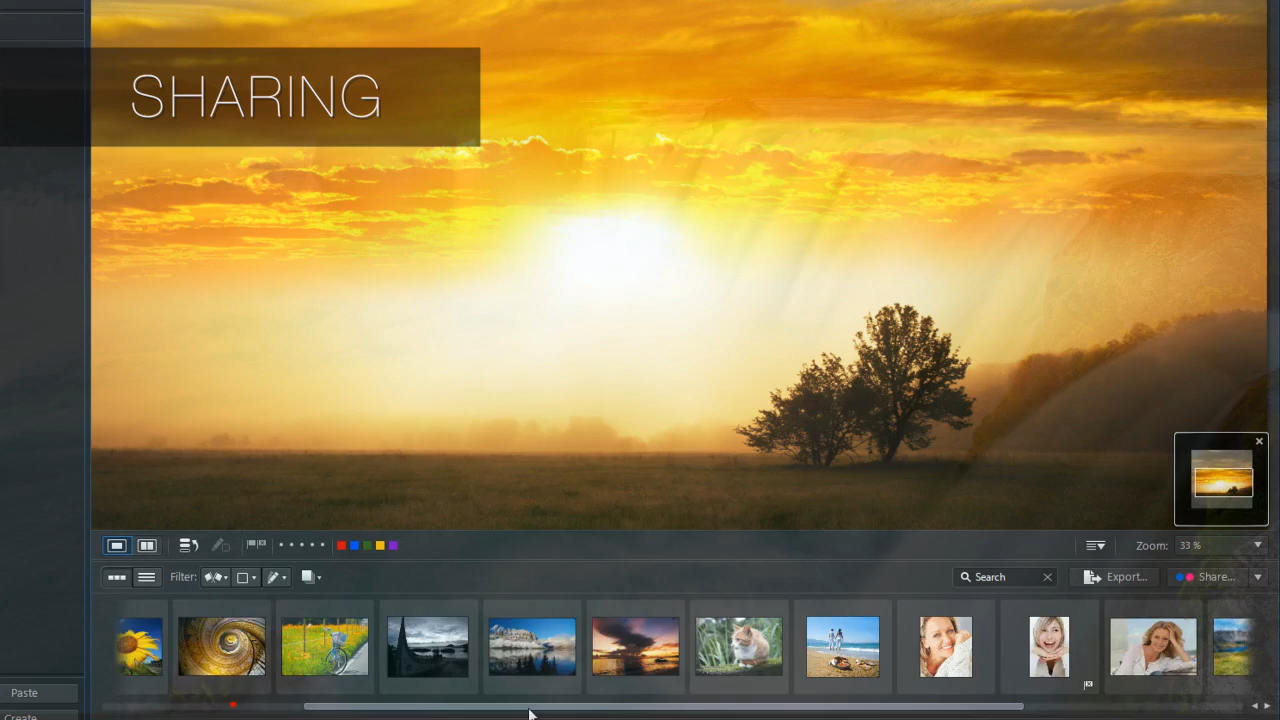 SHARING
Zoom: 33 %
Filter:
Search
Export...
Share...
Paste
Create